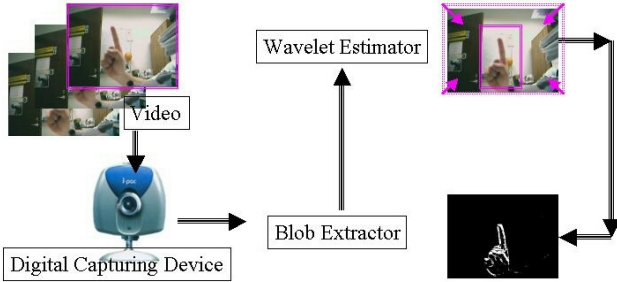 Wavelet Estimator
Video
Blob Extractor
Digital Capturing Device